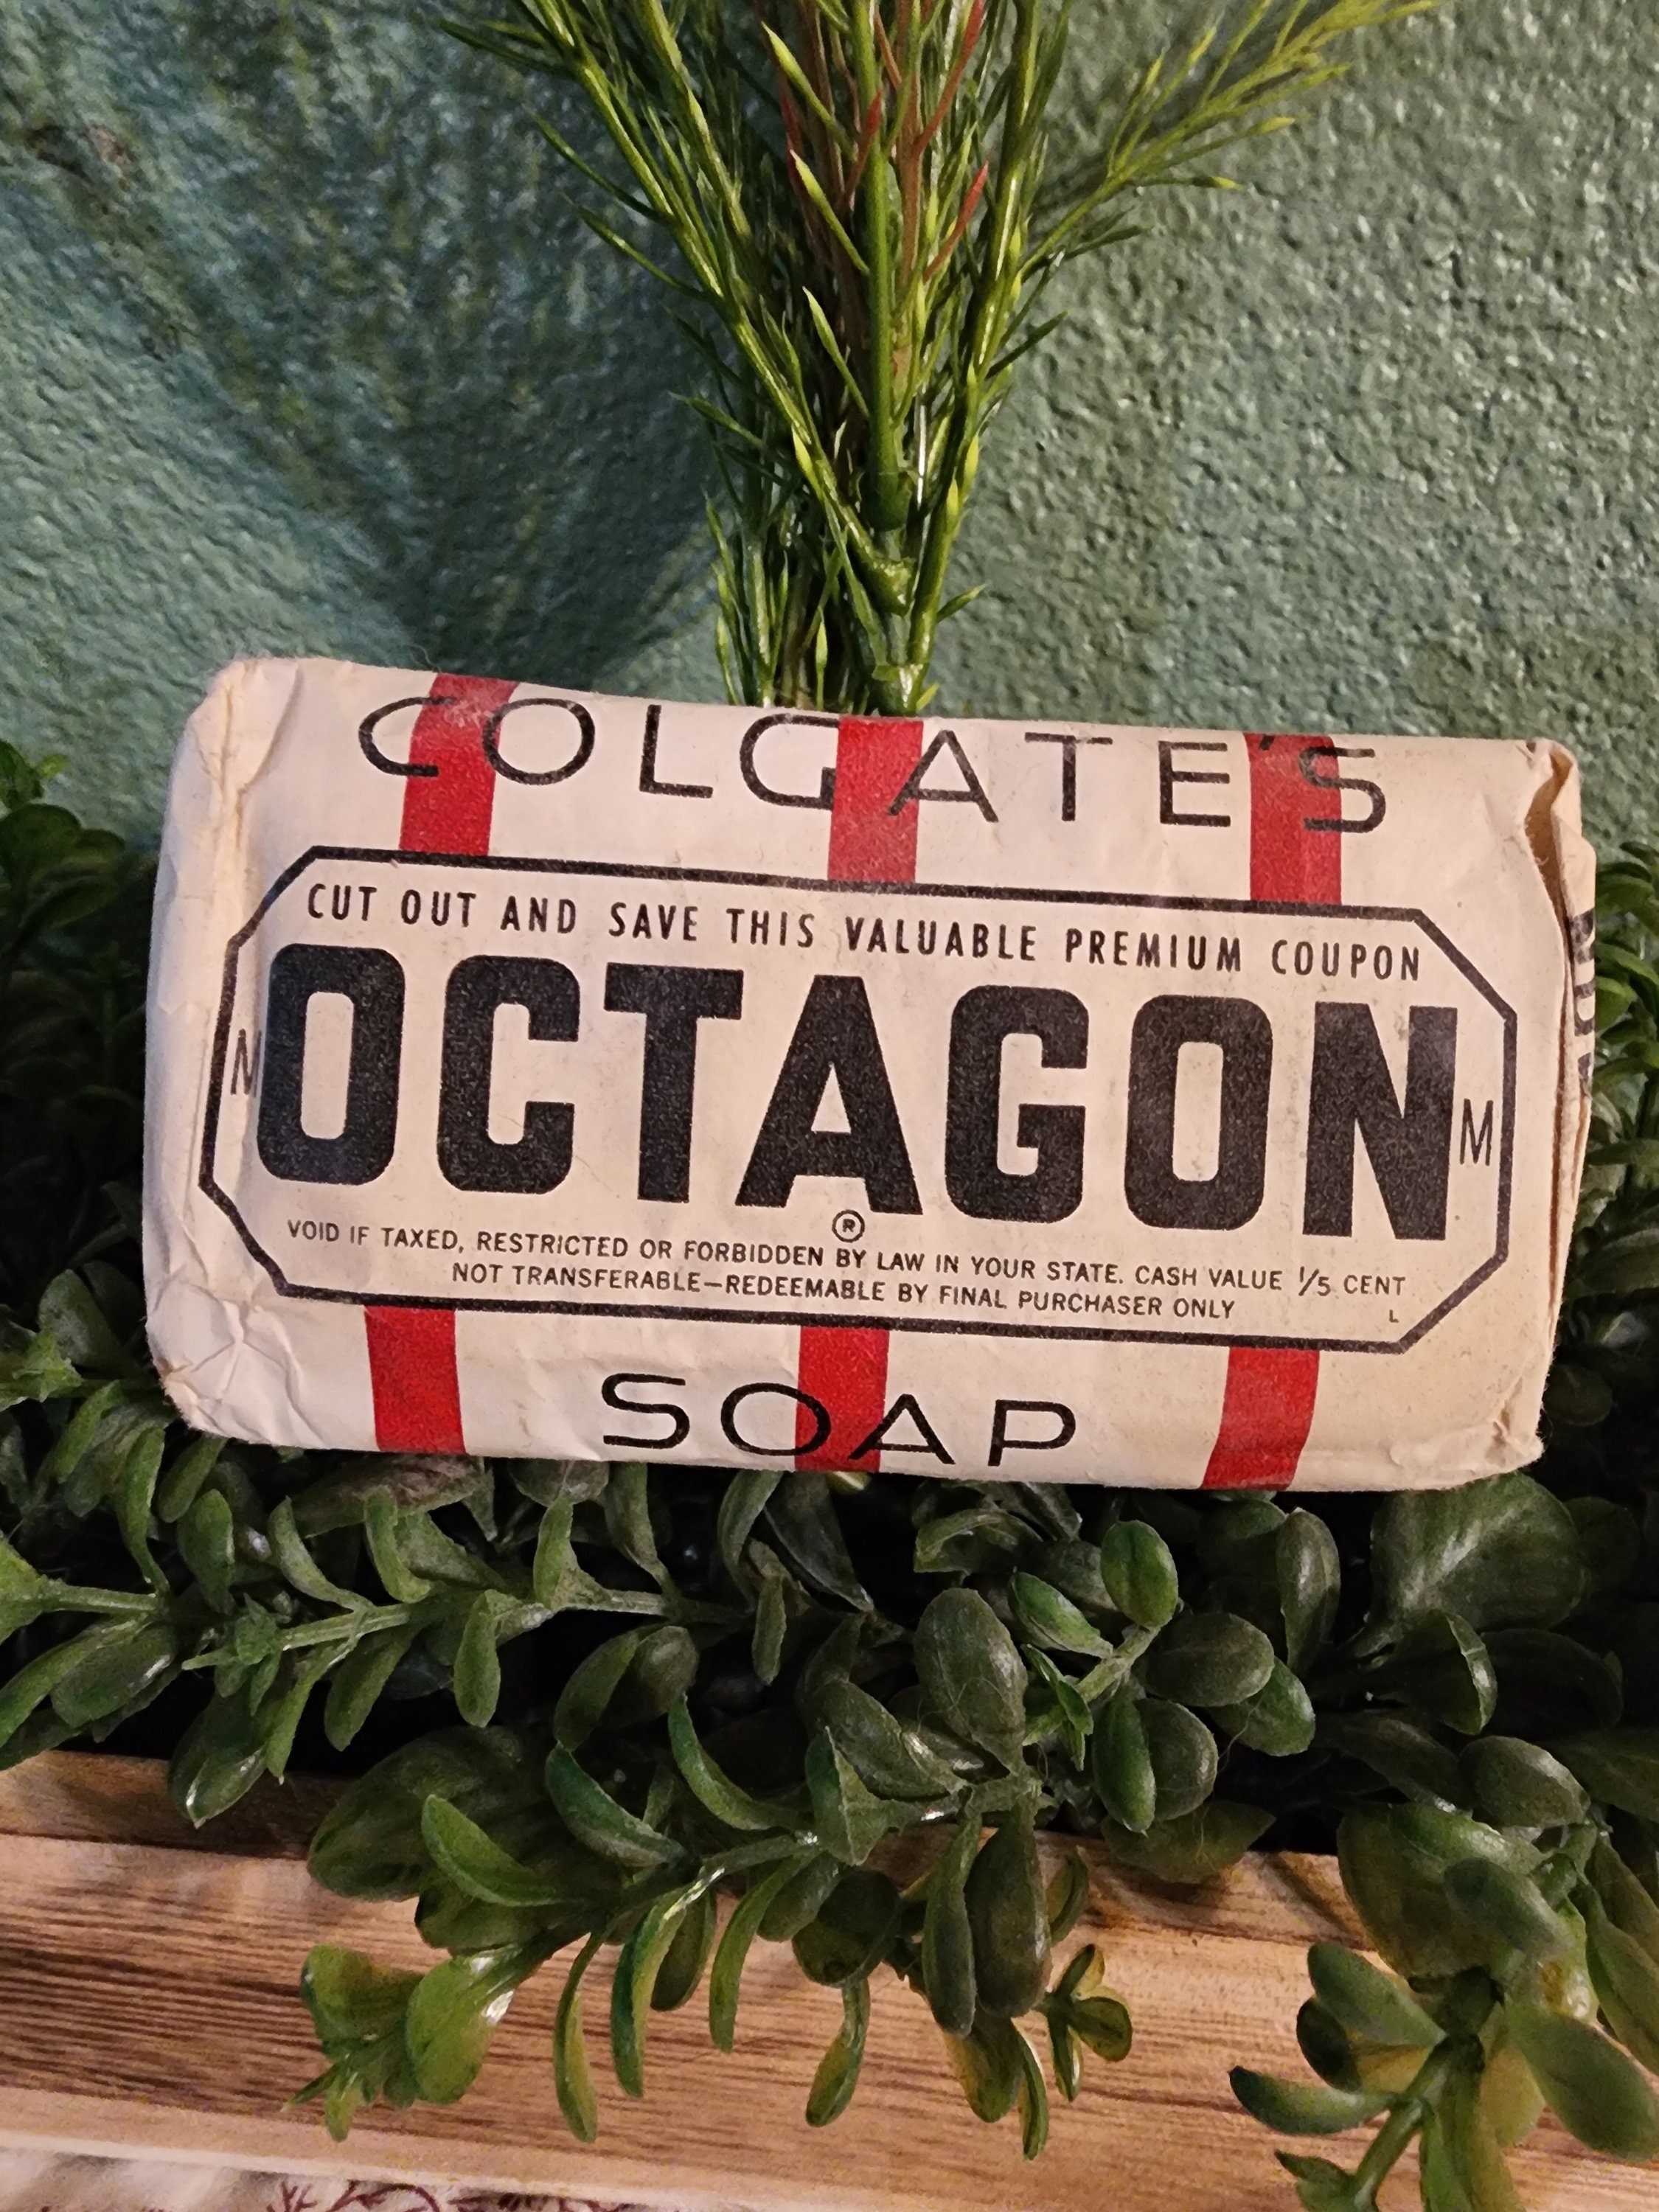 COLGATE'S
CUT OUT AND SAVE THIS VALUABLE PREMIUM COUPON
M OCTAGON M
®
VOID IF TAXED, RESTRICTED OR FORBIDDEN BY LAW IN YOUR STATE. CASH VALUE 1/5 CENT
NOT TRANSFERABLE—REDEEMABLE BY FINAL PURCHASER ONLY
L
SOAP